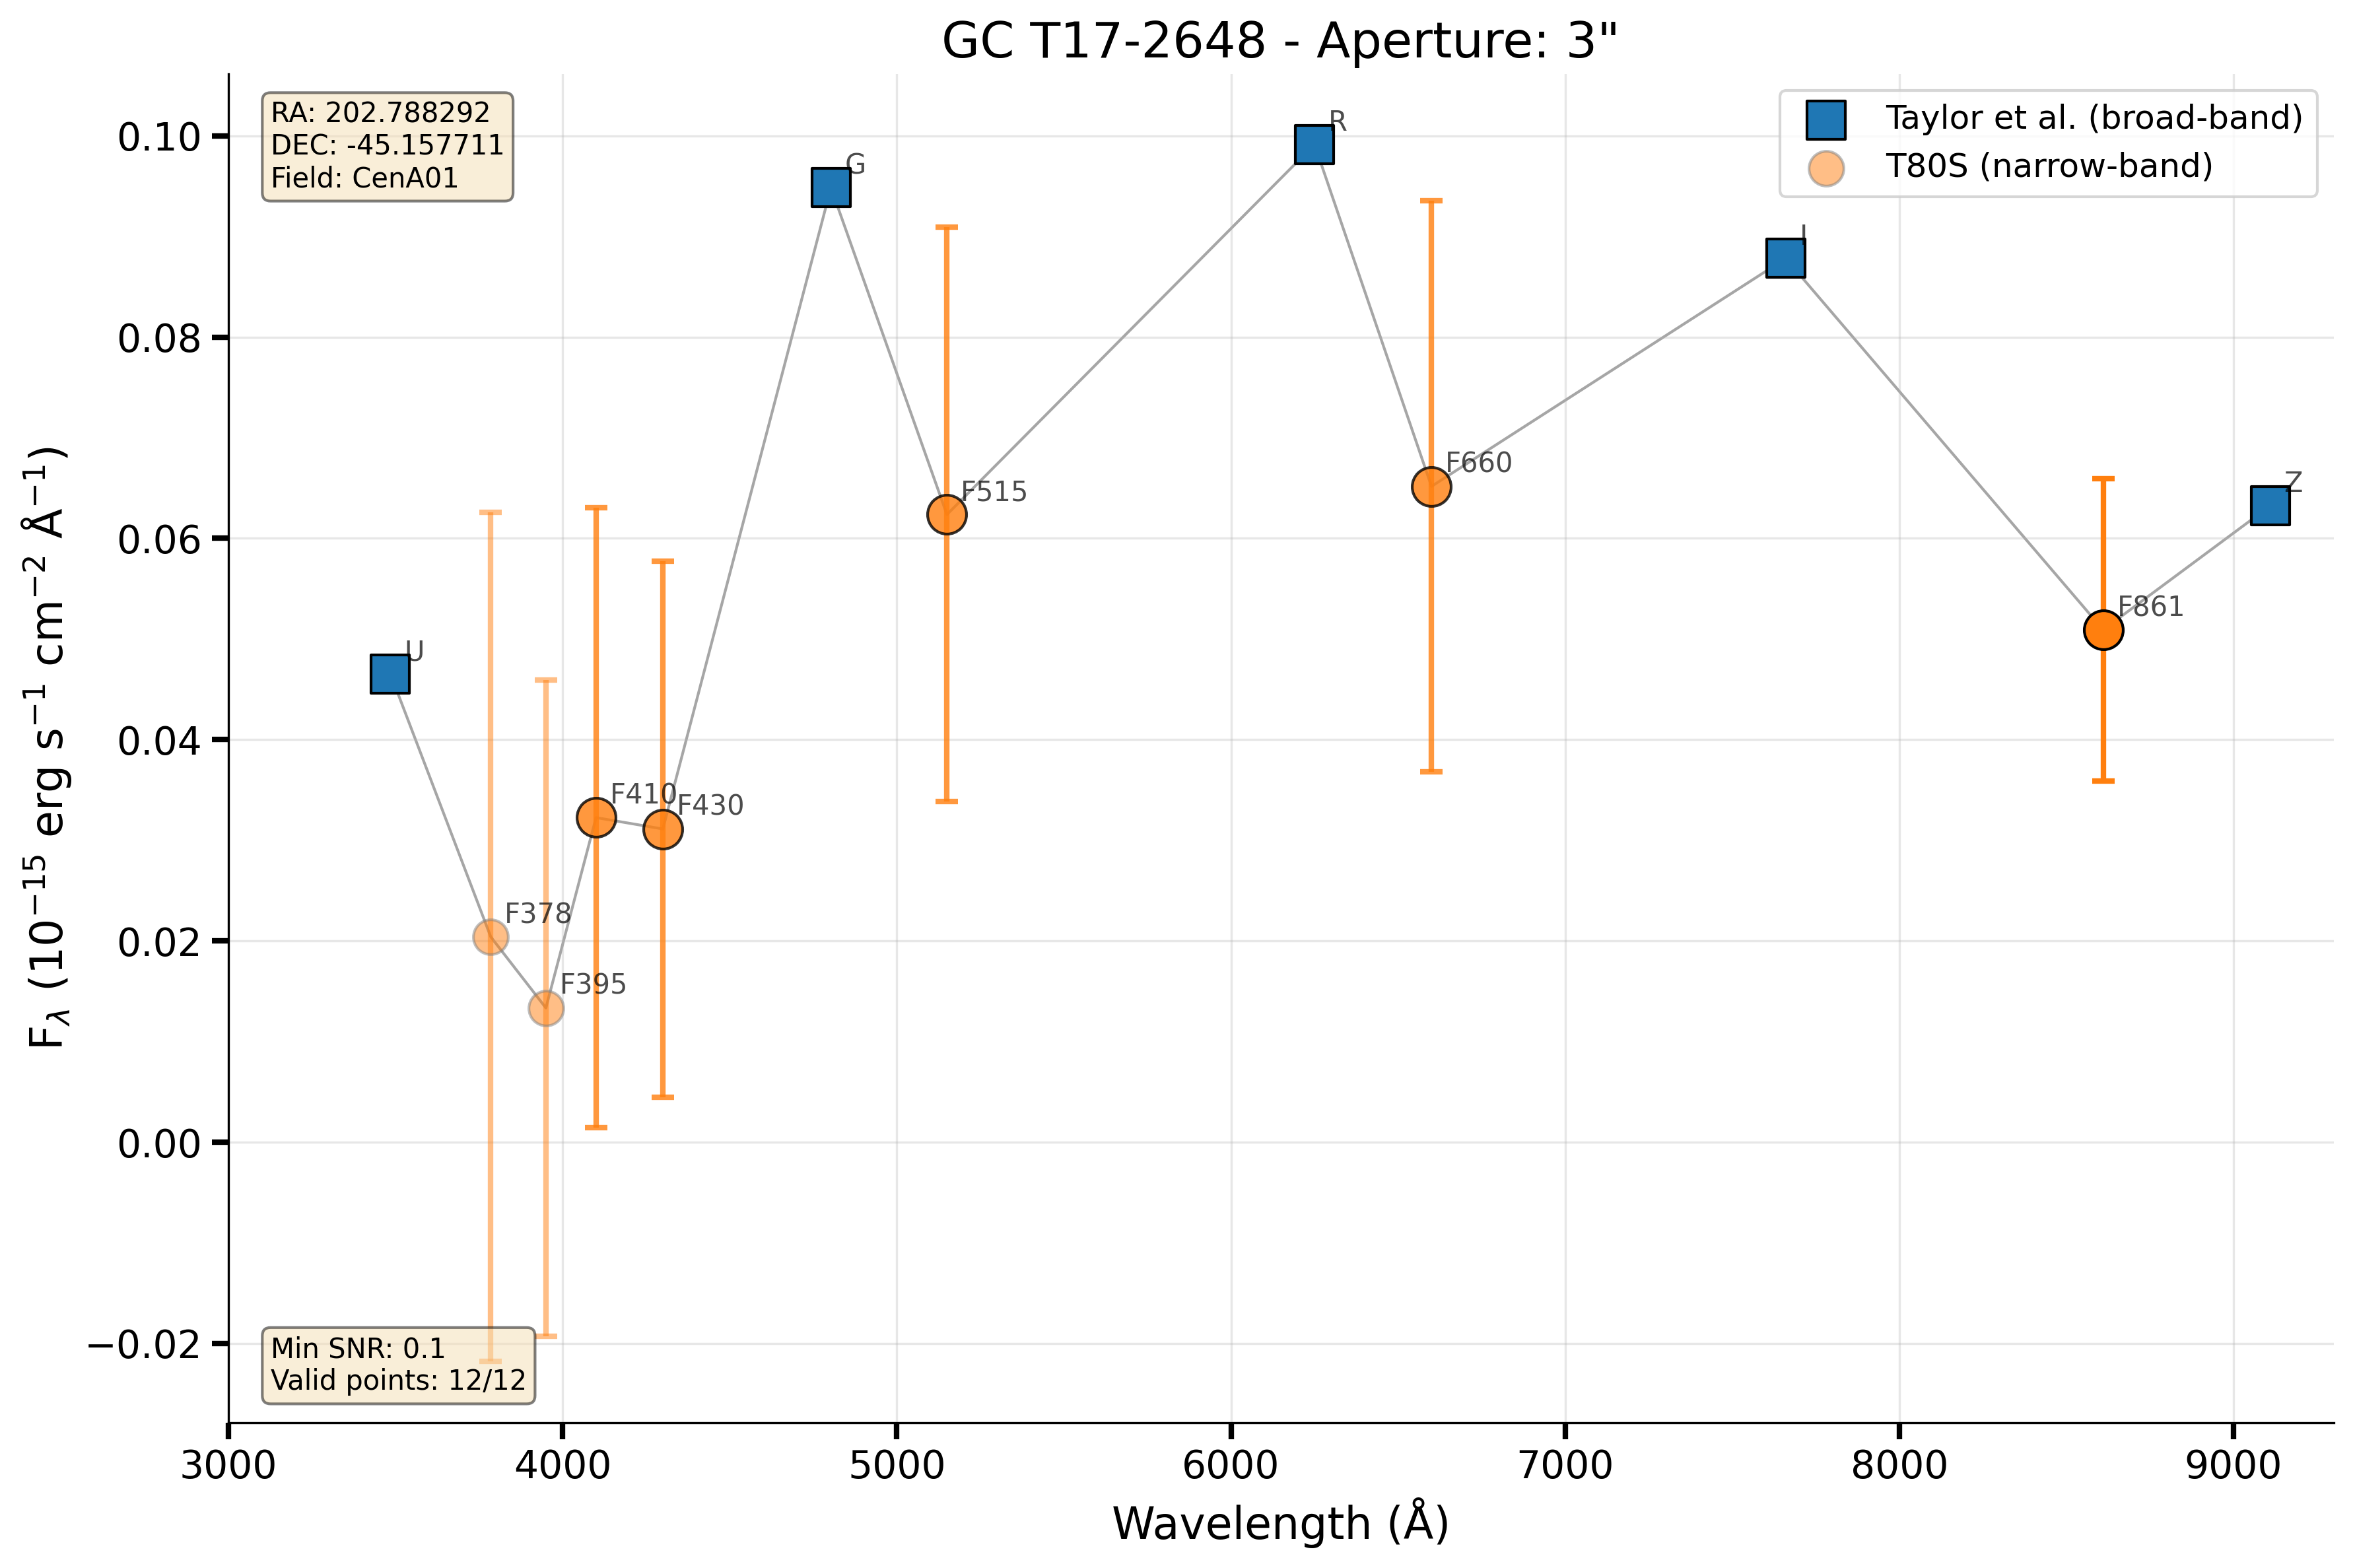 GC T17-2648 - Aperture: 3"
RA: 202.788292
DEC: -45.157711
Field: CenA01
Taylor et al. (broad-band)
T80S (narrow-band)
F_λ (10⁻¹⁵ erg s⁻¹ cm⁻² Å⁻¹)
0.10
0.08
0.06
0.04
0.02
0.00
−0.02
U
F378
F395
F410
F430
G
F515
R
F660
I
F861
Z
Min SNR: 0.1
Valid points: 12/12
3000
4000
5000
6000
7000
8000
9000
Wavelength (Å)